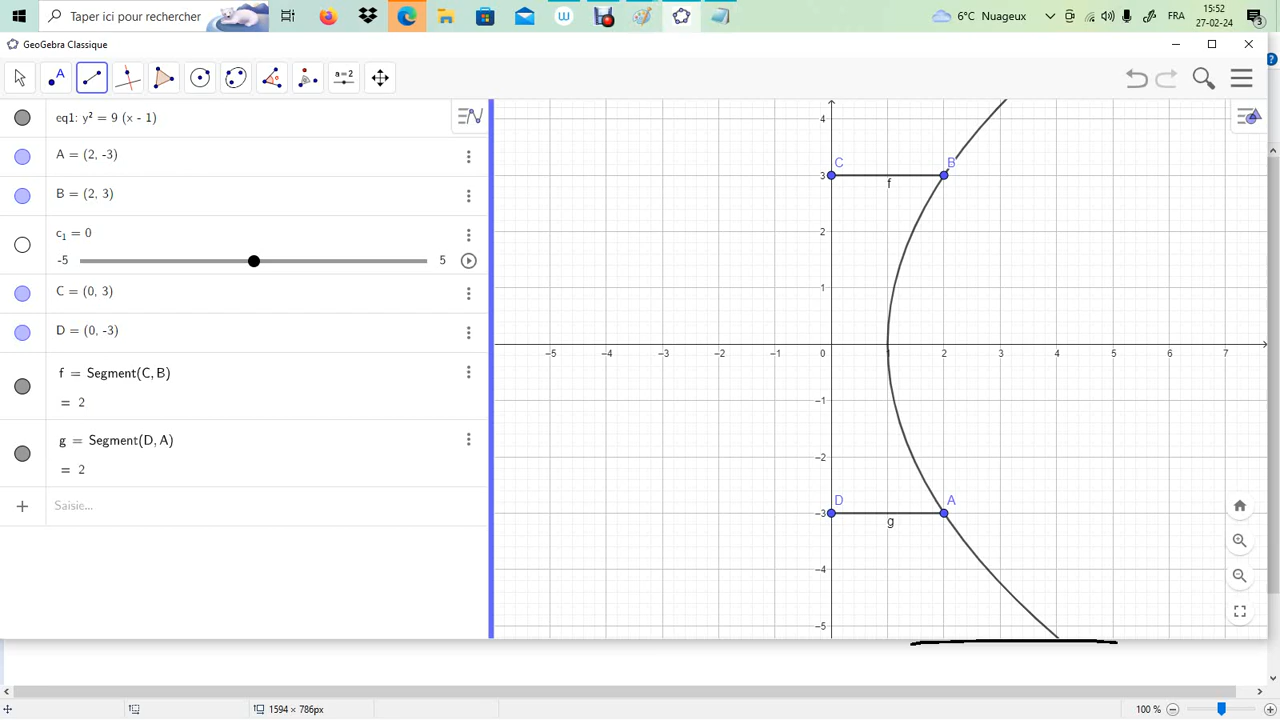 Taper ici pour rechercher
6°C Nuageux
FRA
15:52
27-02-24
3
GeoGebra Classique
A
a=2
eq1: y² = 9 (x - 1)
A = (2, -3)
B = (2, 3)
c₁ = 0
-5
5
C = (0, 3)
D = (0, -3)
f = Segment(C, B)
= 2
g = Segment(D, A)
= 2
Saisie...
4
C
B
3
f
2
1
-5 -4 -3 -2 -1 0 1 2 3 4 5 6 7
-1
-2
D
A
-3
g
-4
-5
1594 × 786px
100 %